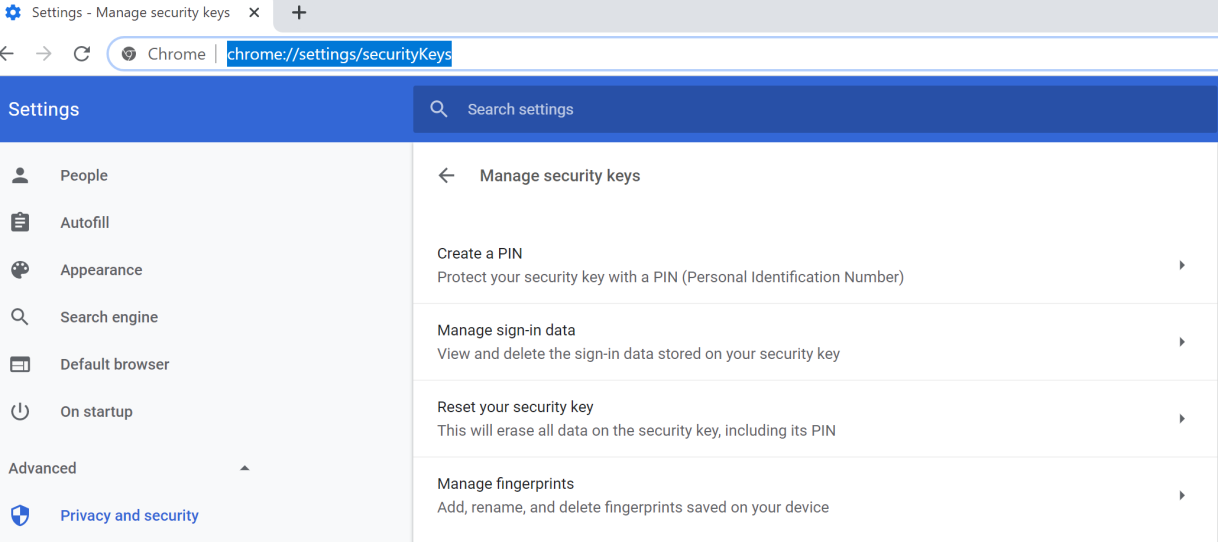 Settings - Manage security keys
Chrome | chrome://settings/securityKeys
Settings
Search settings
People
Autofill
Appearance
Search engine
Default browser
On startup
Advanced
Privacy and security
Manage security keys
Create a PIN
Protect your security key with a PIN (Personal Identification Number)
Manage sign-in data
View and delete the sign-in data stored on your security key
Reset your security key
This will erase all data on the security key, including its PIN
Manage fingerprints
Add, rename, and delete fingerprints saved on your device